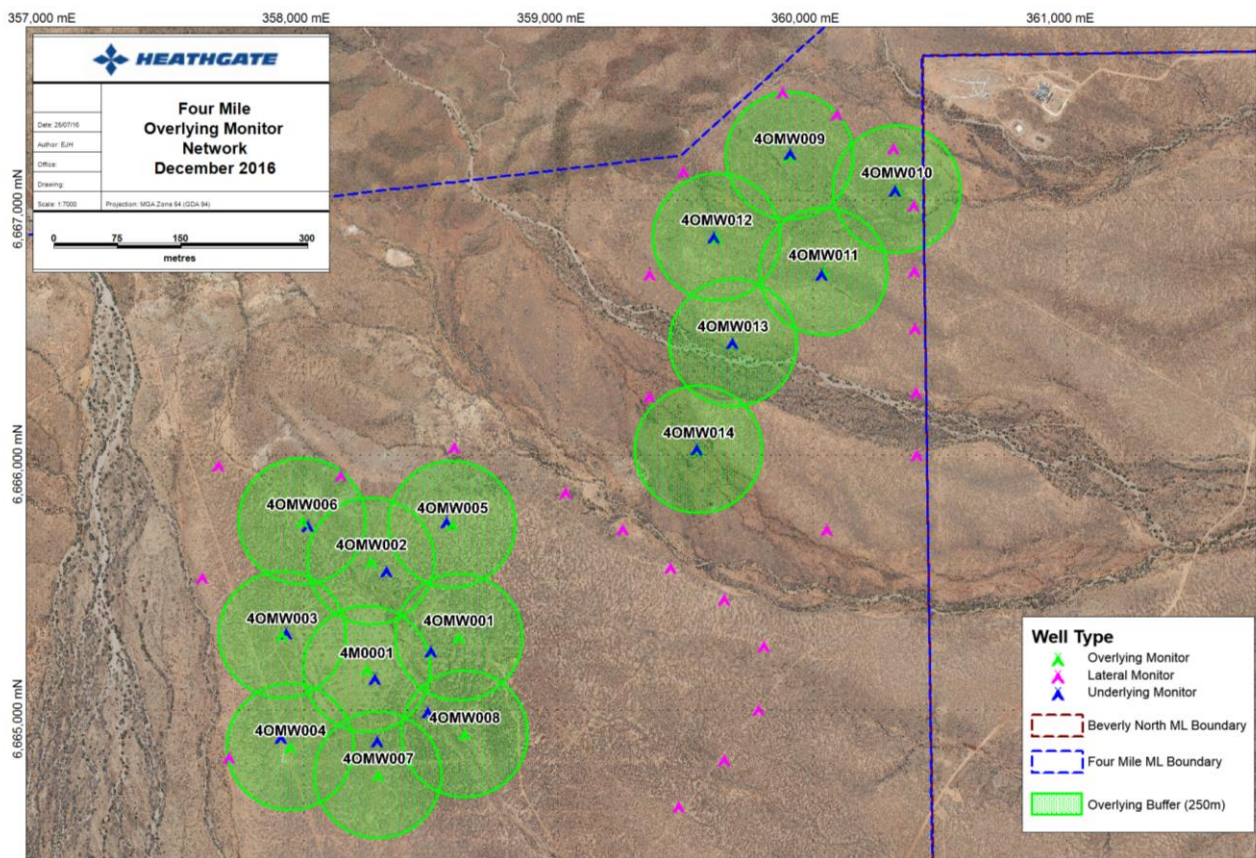 357,000 mE
358,000 mE
359,000 mE
360,000 mE
361,000 mE
HEATHGATE
Four Mile
Overlying Monitor
Network
December 2016
Date: 26/07/16
Author: EJH
Office:
Drawing:
Scale: 1:7000
Projection: MGA Zone 54 (GDA 94)
0
75
150
300
metres
6,667,000 mN
6,666,000 mN
6,665,000 mN
4OMW009
4OMW010
4OMW012
4OMW011
4OMW013
4OMW014
4OMW006
4OMW005
4OMW002
4OMW003
4OMW001
4M0001
4OMW004
4OMW008
4OMW007
Well Type
Overlying Monitor
Lateral Monitor
Underlying Monitor
Beverly North ML Boundary
Four Mile ML Boundary
Overlying Buffer (250m)